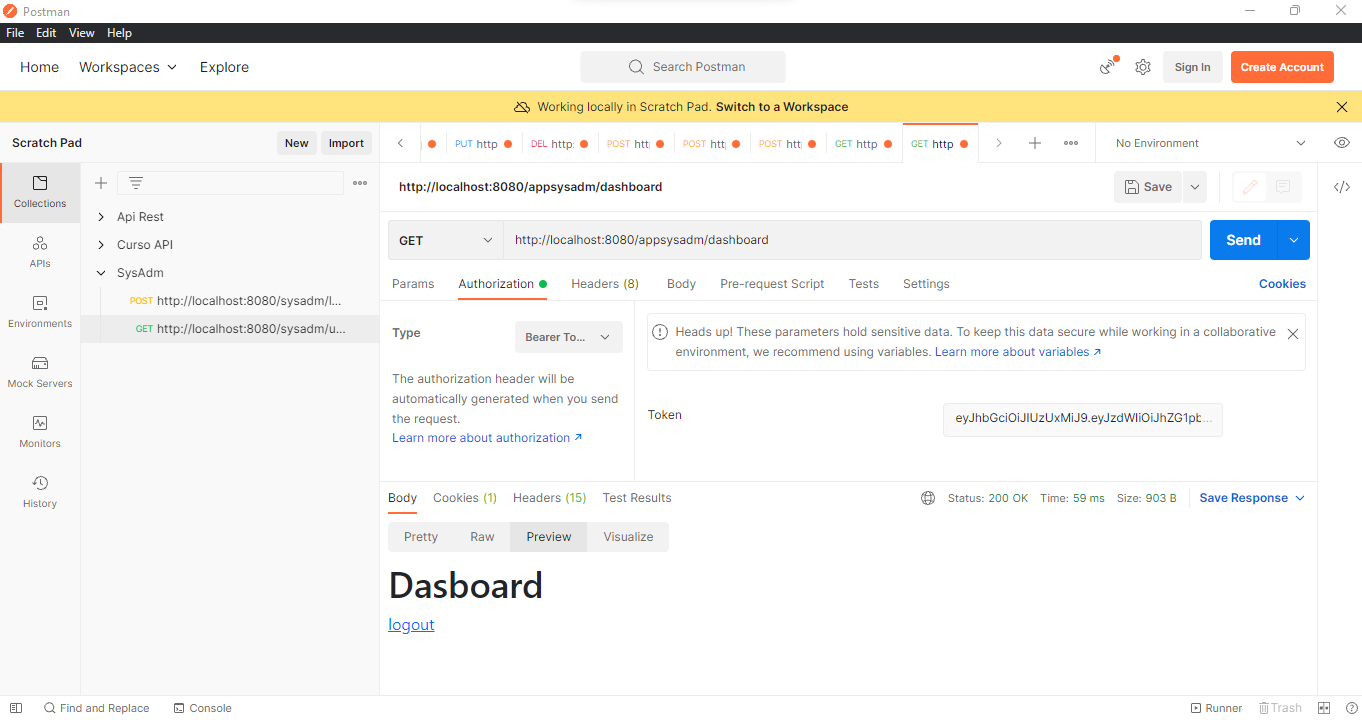 Postman
File Edit View Help
Home Workspaces Explore Search Postman Sign In Create Account
Working locally in Scratch Pad. Switch to a Workspace
Scratch Pad New Import
PUT http DEL http: POST htt POST htt POST htt GET http GET http No Environment
http://localhost:8080/appsysadm/dashboard Save
Collections
APIs
Environments
Mock Servers
Monitors
History
Api Rest
Curso API
SysAdm
POST http://localhost:8080/sysadm/l...
GET http://localhost:8080/sysadm/u...
GET http://localhost:8080/appsysadm/dashboard Send
Params Authorization Headers (8) Body Pre-request Script Tests Settings Cookies
Type Bearer To...
The authorization header will be
automatically generated when you send
the request.
Learn more about authorization ↗
Heads up! These parameters hold sensitive data. To keep this data secure while working in a collaborative
environment, we recommend using variables. Learn more about variables ↗
Token eyJhbGciOiJIUzUxMiJ9.eyJzdWIiOiJhZG1pb...
Body Cookies (1) Headers (15) Test Results Status: 200 OK Time: 59 ms Size: 903 B Save Response
Pretty Raw Preview Visualize
Dasboard
logout
Find and Replace Console Runner Trash